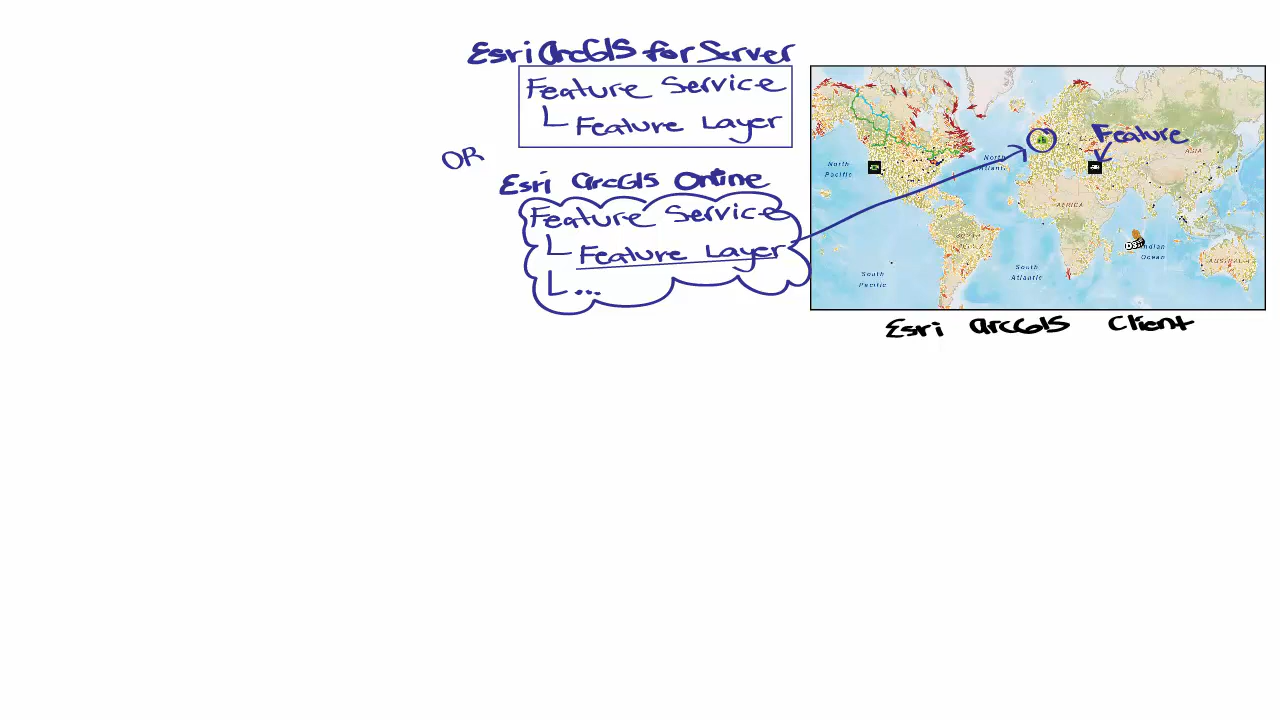 Esri ArcGIS for Server
Feature Service
Feature Layer
OR
Esri ArcGIS Online
Feature Service
Feature Layer
...
Feature
North Pacific
North Atlantic
ASIA
AFRICA
Indian Ocean
South Pacific
South Atlantic
AUSTRALIA
Esri ArcGIS Client